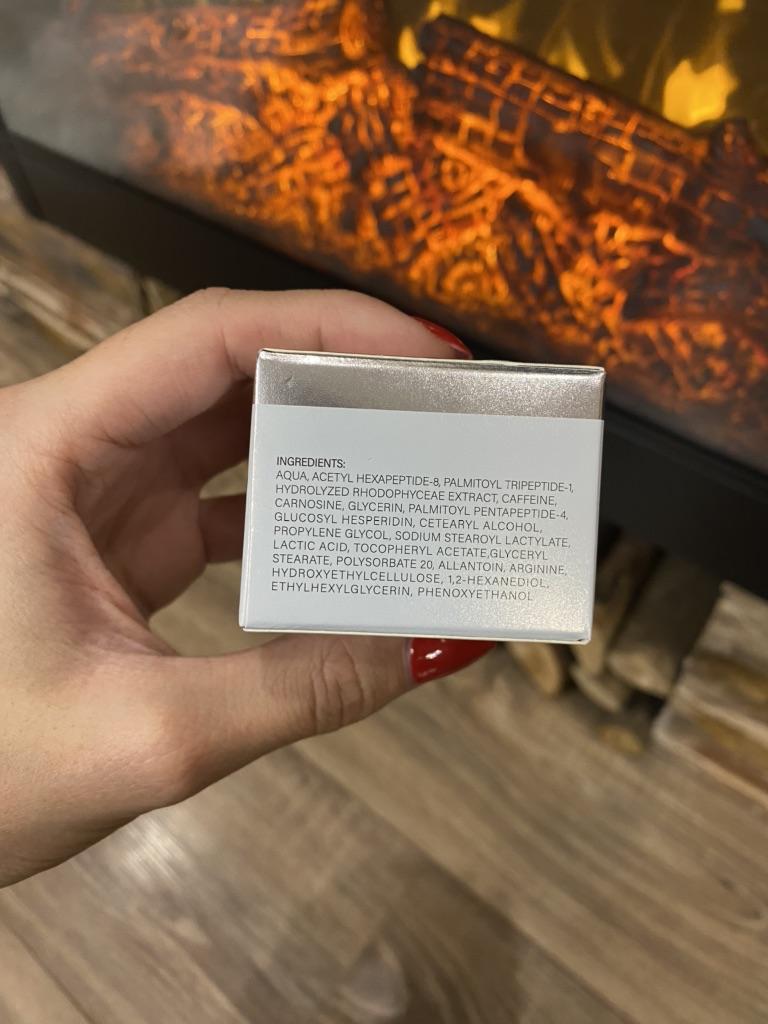 INGREDIENTS:
AQUA, ACETYL HEXAPEPTIDE-8, PALMITOYL TRIPEPTIDE-1,
HYDROLYZED RHODOPHYCEAE EXTRACT, CAFFEINE,
CARNOSINE, GLYCERIN, PALMITOYL PENTAPEPTIDE-4,
GLUCOSYL HESPERIDIN, CETEARYL ALCOHOL,
PROPYLENE GLYCOL, SODIUM STEAROYL LACTYLATE,
LACTIC ACID, TOCOPHERYL ACETATE,GLYCERYL
STEARATE, POLYSORBATE 20, ALLANTOIN, ARGININE,
HYDROXYETHYLCELLULOSE, 1,2-HEXANEDIOL,
ETHYLHEXYLGLYCERIN, PHENOXYETHANOL